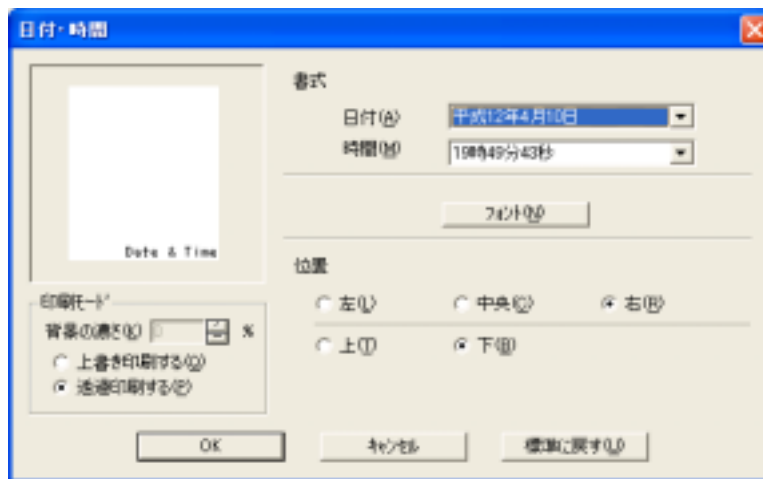 日付・時間
書式
日付(A)
平成12年4月10日
時間(M)
19時49分43秒
フォント(N)
Date & Time
位置
左(L)
中央(C)
右(R)
上(T)
下(B)
印刷モード
背景の濃さ(K)
%
上書き印刷する(O)
透過印刷する(P)
OK
キャンセル
標準に戻す(U)